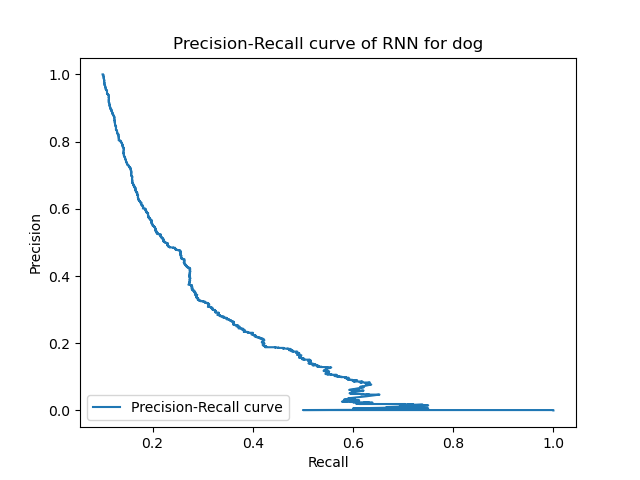 Precision-Recall curve of RNN for dog
1.0
0.8
0.6
0.4
0.2
0.0
Precision
Precision-Recall curve
0.2 0.4 0.6 0.8 1.0
Recall